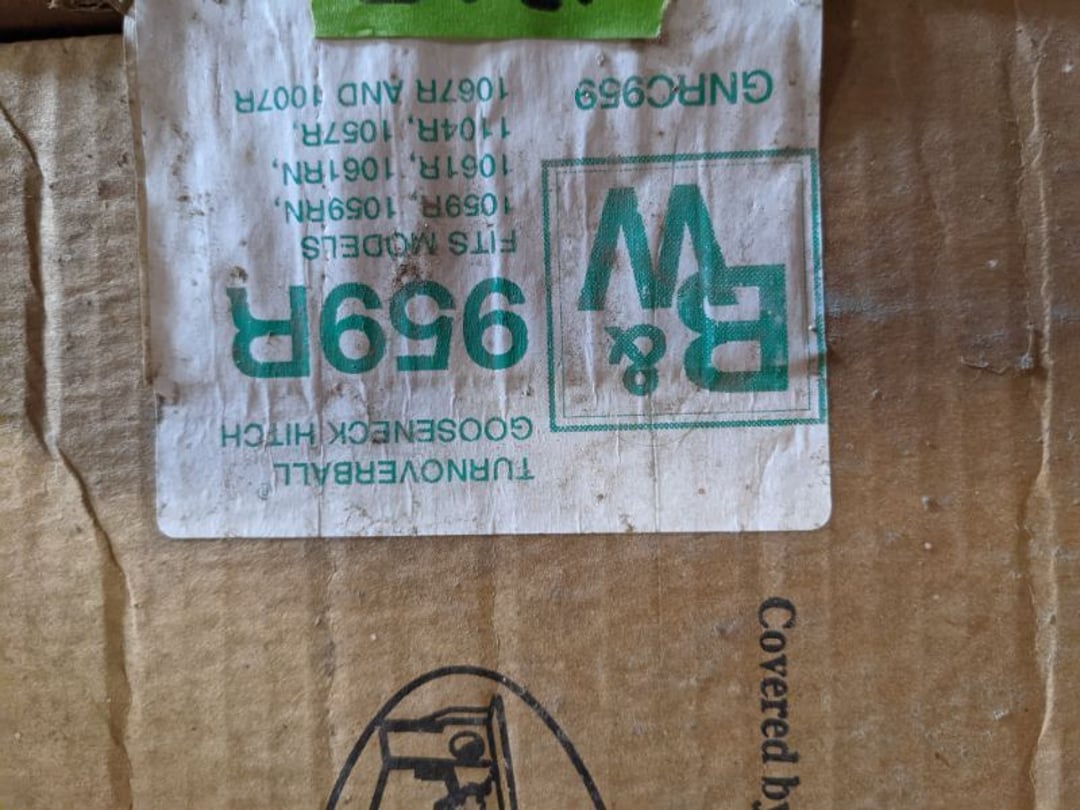 B&W
GNRC959
TURNOVERBALL
GOOSENECK HITCH
959R
FITS MODELS
1059R, 1059RN,
1061R, 1061RN,
1104R, 1057R,
1067R AND 1007R
Covered by